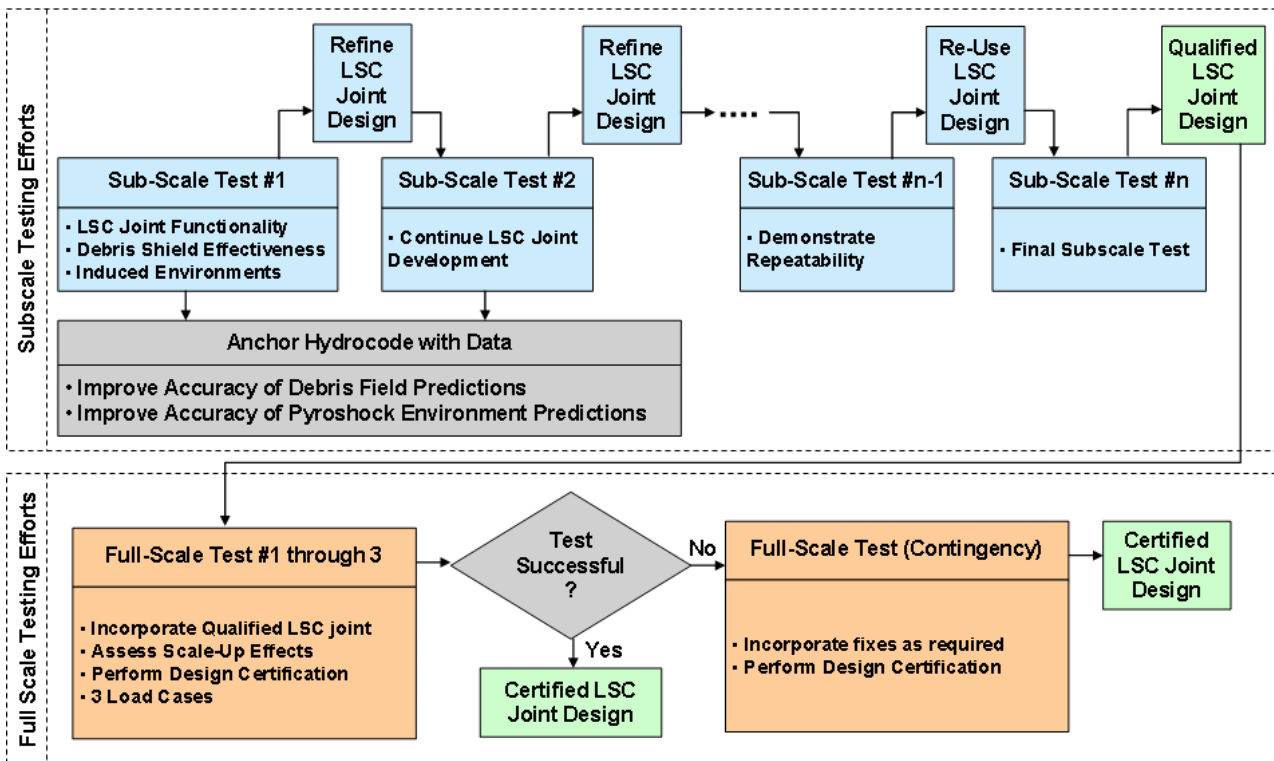 Subscale Testing Efforts
Refine
LSC
Joint
Design
Refine
LSC
Joint
Design
Re-Use
LSC
Joint
Design
Qualified
LSC
Joint
Design
....
Sub-Scale Test #1
· LSC Joint Functionality
· Debris Shield Effectiveness
· Induced Environments
Sub-Scale Test #2
· Continue LSC Joint
Development
Sub-Scale Test #n-1
· Demonstrate
Repeatability
Sub-Scale Test #n
· Final Subscale Test
Anchor Hydrocode with Data
· Improve Accuracy of Debris Field Predictions
· Improve Accuracy of Pyroshock Environment Predictions
Full Scale Testing Efforts
Full-Scale Test #1 through 3
· Incorporate Qualified LSC joint
· Assess Scale-Up Effects
· Perform Design Certification
· 3 Load Cases
Test
Successful
?
No
Yes
Certified LSC
Joint Design
Full-Scale Test (Contingency)
· Incorporate fixes as required
· Perform Design Certification
Certified
LSC Joint
Design